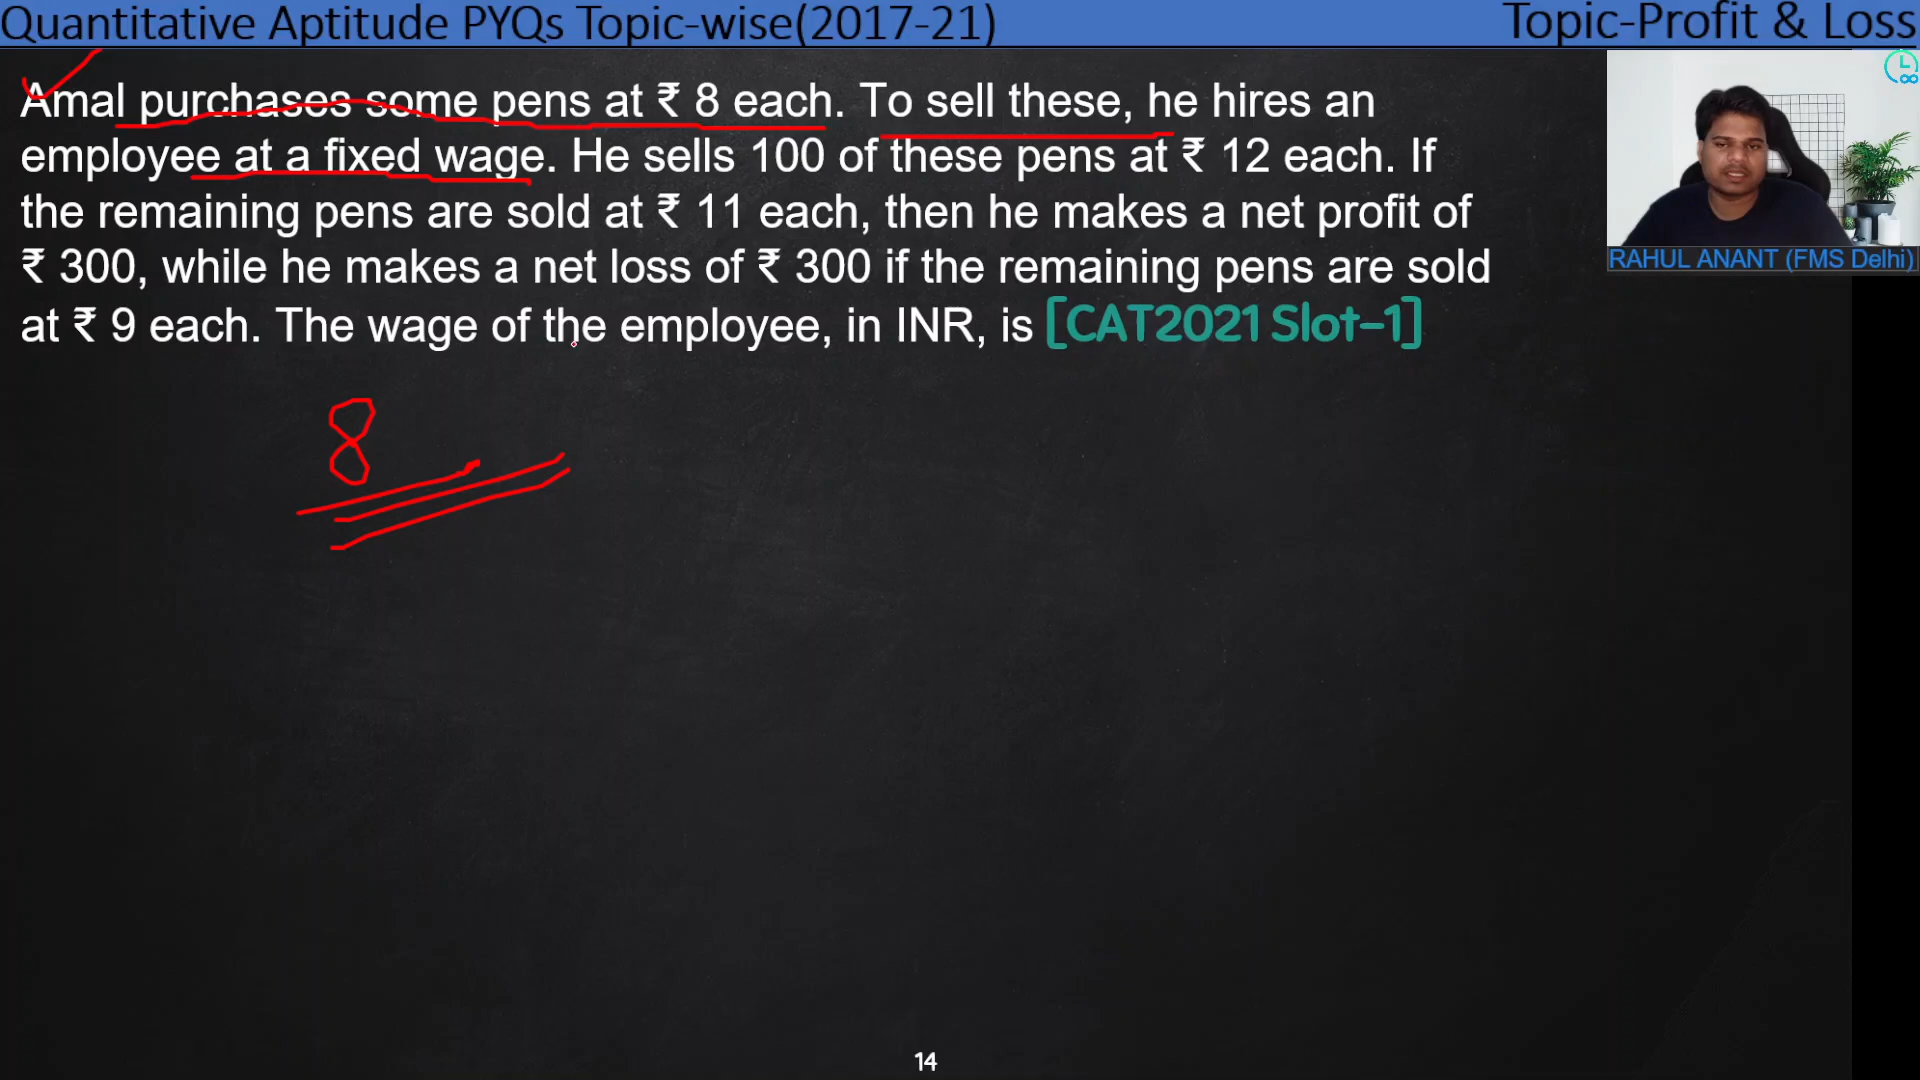 Quantitative Aptitude PYQs Topic-wise(2017-21)
Topic-Profit & Loss
Amal purchases some pens at ₹ 8 each. To sell these, he hires an
employee at a fixed wage. He sells 100 of these pens at ₹ 12 each. If
the remaining pens are sold at ₹ 11 each, then he makes a net profit of
₹ 300, while he makes a net loss of ₹ 300 if the remaining pens are sold
at ₹ 9 each. The wage of the employee, in INR, is [CAT2021 Slot-1]
RAHUL ANANT (FMS Delhi)
8
14